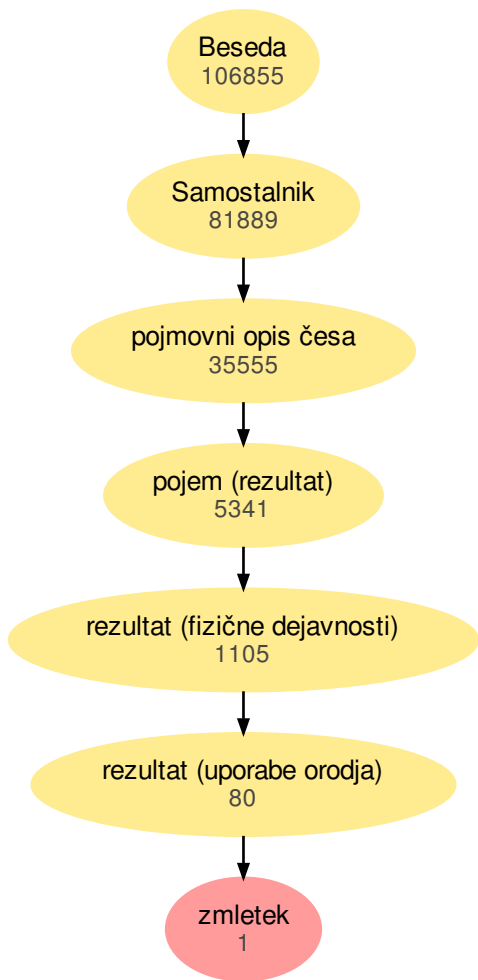 Beseda
106855
Samostalnik
81889
pojmovni opis česa
35555
pojem (rezultat)
5341
rezultat (fizične dejavnosti)
1105
rezultat (uporabe orodja)
80
zmletek
1